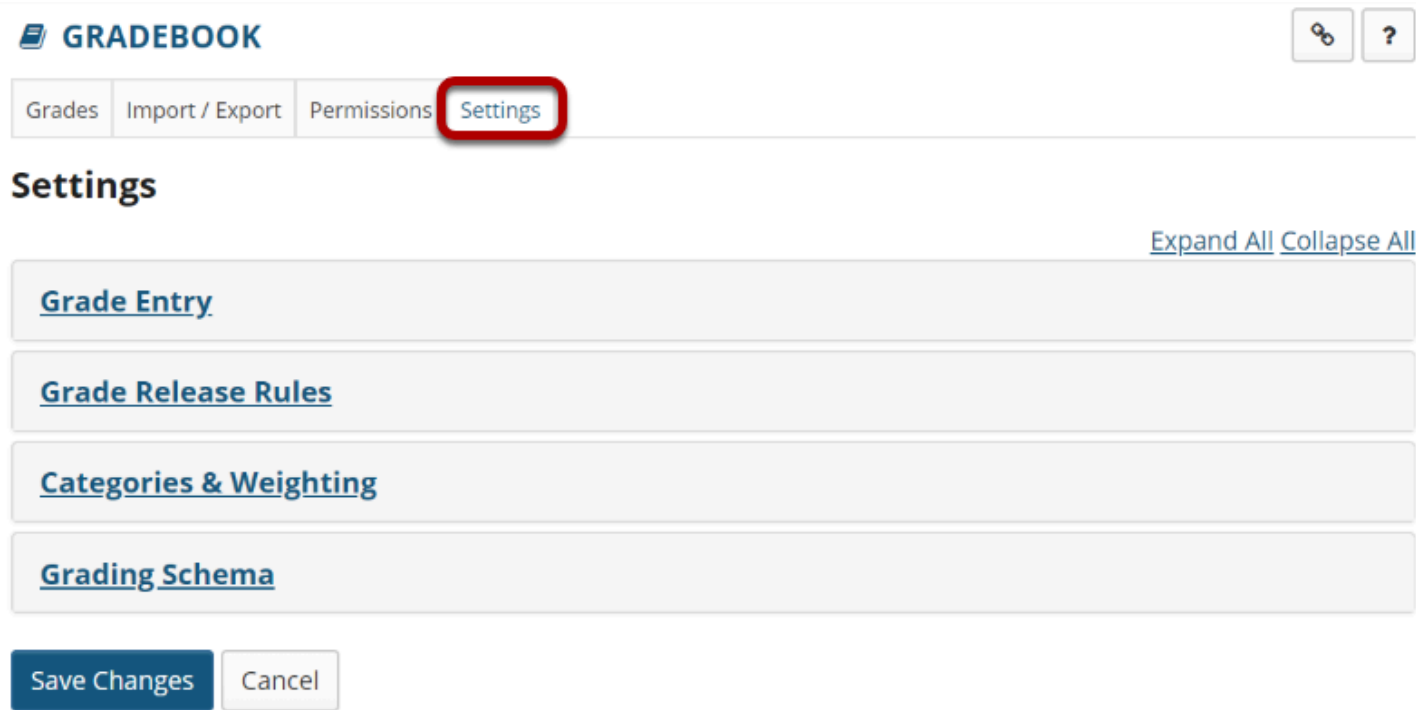 GRADEBOOK ?
Grades Import / Export Permissions Settings
Settings
Expand All Collapse All
Grade Entry
Grade Release Rules
Categories & Weighting
Grading Schema
Save Changes Cancel